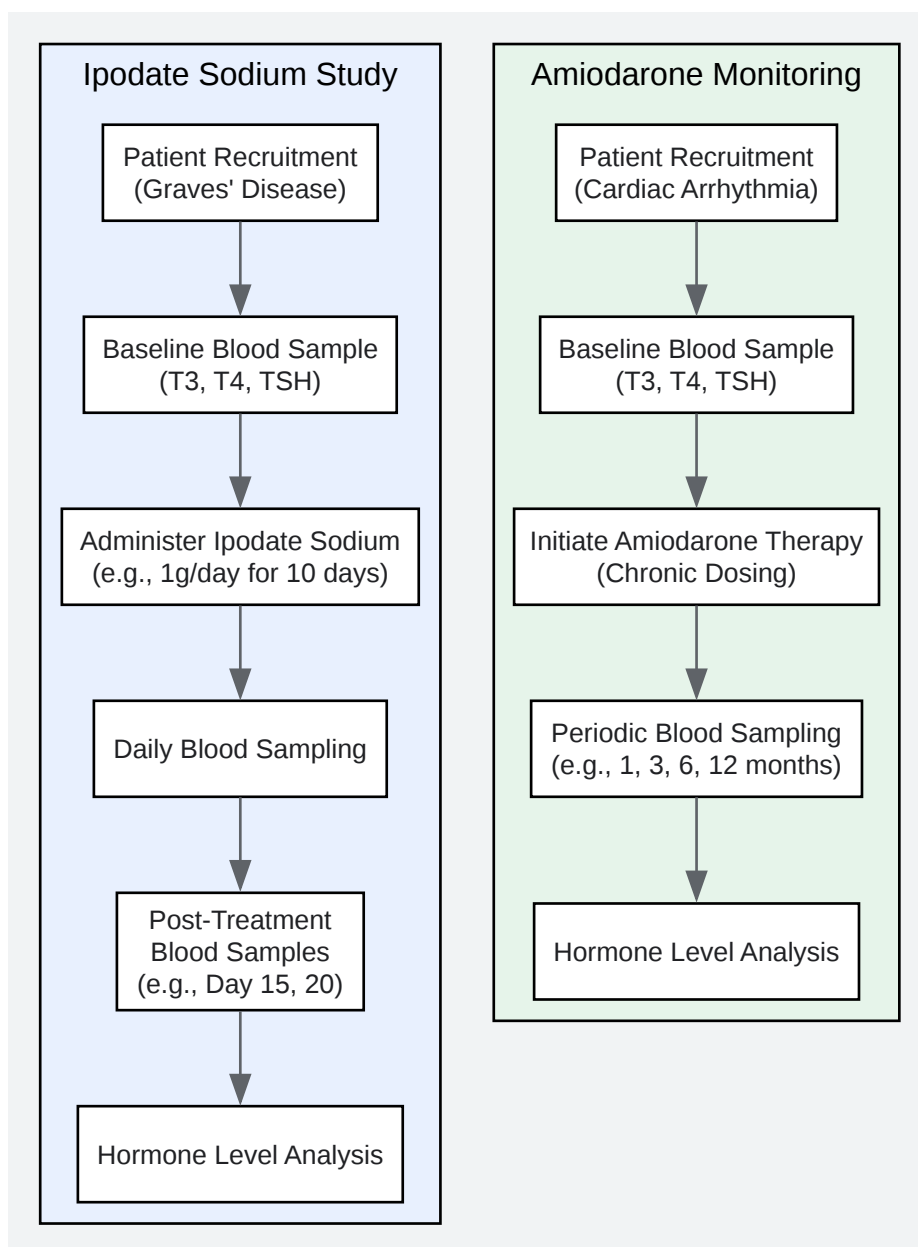 Ipodate Sodium Study
Patient Recruitment
(Graves' Disease)
Baseline Blood Sample
(T3, T4, TSH)
Administer Ipodate Sodium
(e.g., 1g/day for 10 days)
Daily Blood Sampling
Post-Treatment
Blood Samples
(e.g., Day 15, 20)
Hormone Level Analysis
Amiodarone Monitoring
Patient Recruitment
(Cardiac Arrhythmia)
Baseline Blood Sample
(T3, T4, TSH)
Initiate Amiodarone Therapy
(Chronic Dosing)
Periodic Blood Sampling
(e.g., 1, 3, 6, 12 months)
Hormone Level Analysis